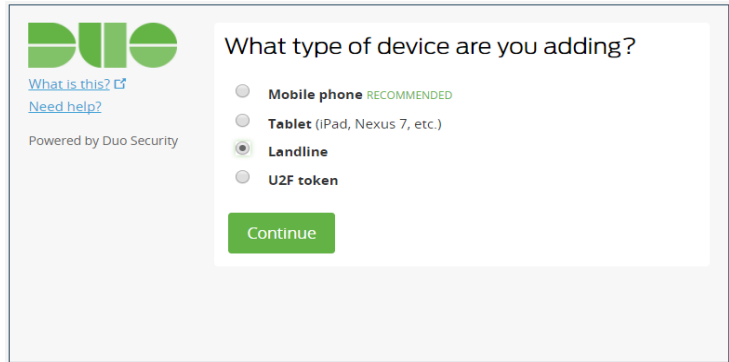 DUO
What is this?
Need help?
Powered by Duo Security
What type of device are you adding?
Mobile phone RECOMMENDED
Tablet (iPad, Nexus 7, etc.)
Landline
U2F token
Continue